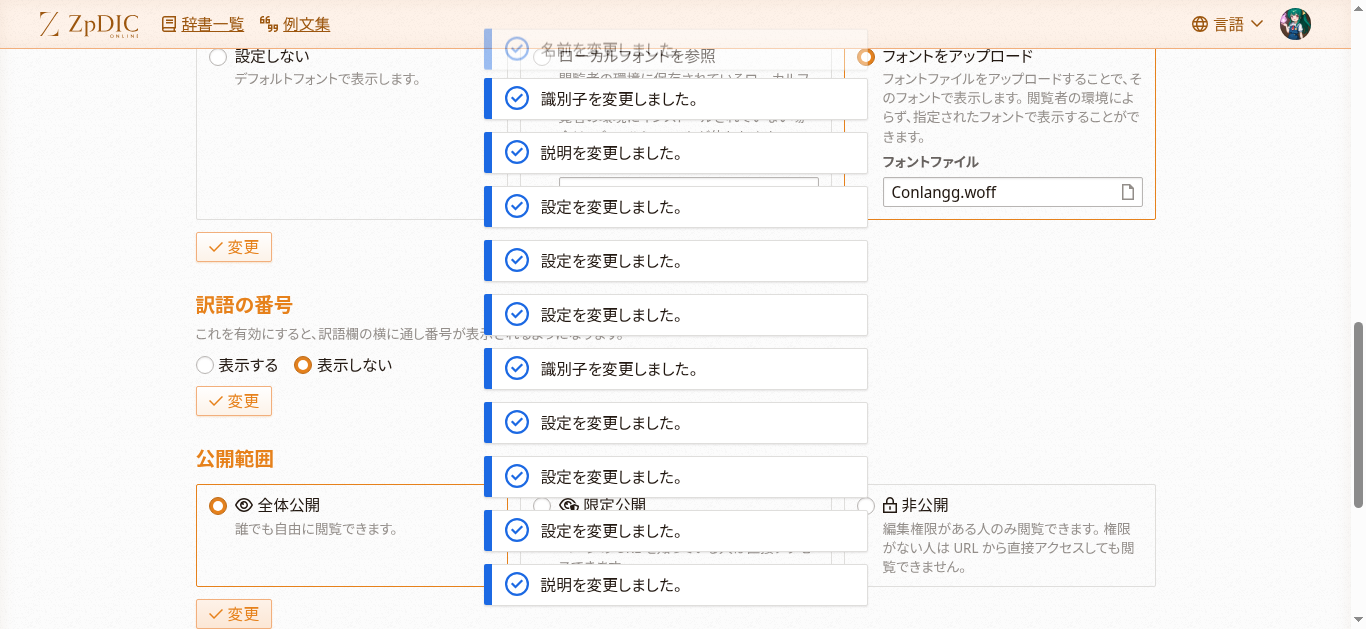 ZpDIC
ONLINE
辞書一覧
例文集
言語
設定しない
デフォルトフォントで表示します。
ローカルフォントを参照
フォントをアップロード
フォントファイルをアップロードすることで、そ
のフォントで表示します。閲覧者の環境によ
らず、指定されたフォントで表示することがで
きます。
フォントファイル
Conlangg.woff
名前を変更しました。
識別子を変更しました。
説明を変更しました。
設定を変更しました。
設定を変更しました。
設定を変更しました。
識別子を変更しました。
設定を変更しました。
設定を変更しました。
設定を変更しました。
説明を変更しました。
変更
訳語の番号
これを有効にすると、訳語欄の横に通し番号が表示されるようになります。
表示する
表示しない
変更
公開範囲
全体公開
誰でも自由に閲覧できます。
限定公開
非公開
編集権限がある人のみ閲覧できます。権限
がない人は URL から直接アクセスしても閲
覧できません。
変更